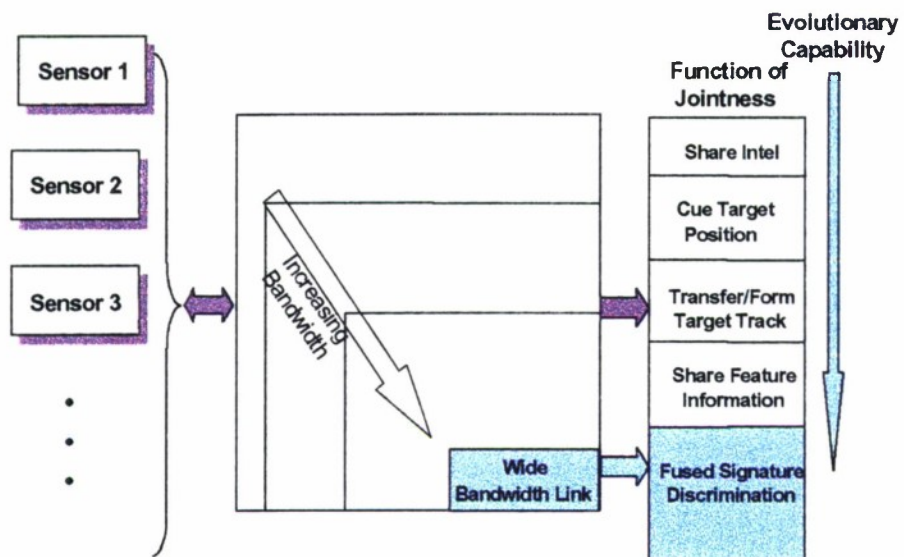 Evolutionary
Capability
Function of
Jointness
Sensor 1
Sensor 2
Sensor 3
Increasing
Bandwidth
Wide
Bandwidth Link
Share Intel
Cue Target
Position
Transfer/Form
Target Track
Share Feature
Information
Fused Signature
Discrimination